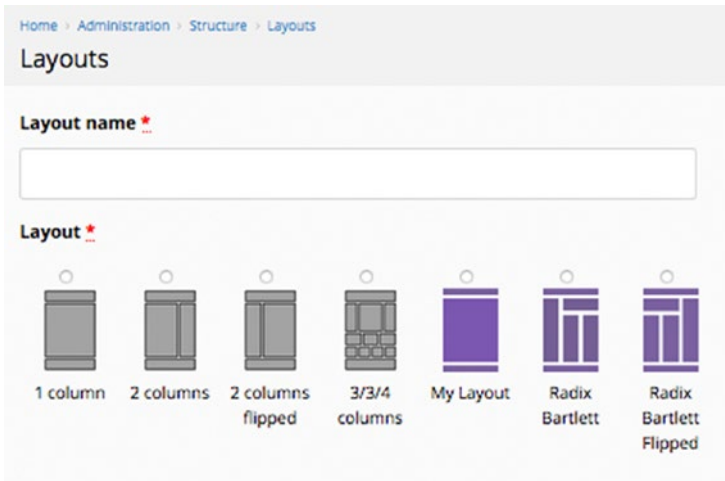 Home › Administration › Structure › Layouts
Layouts
Layout name *
Layout *
1 column
2 columns
2 columns
flipped
3/3/4
columns
My Layout
Radix
Bartlett
Radix
Bartlett
Flipped